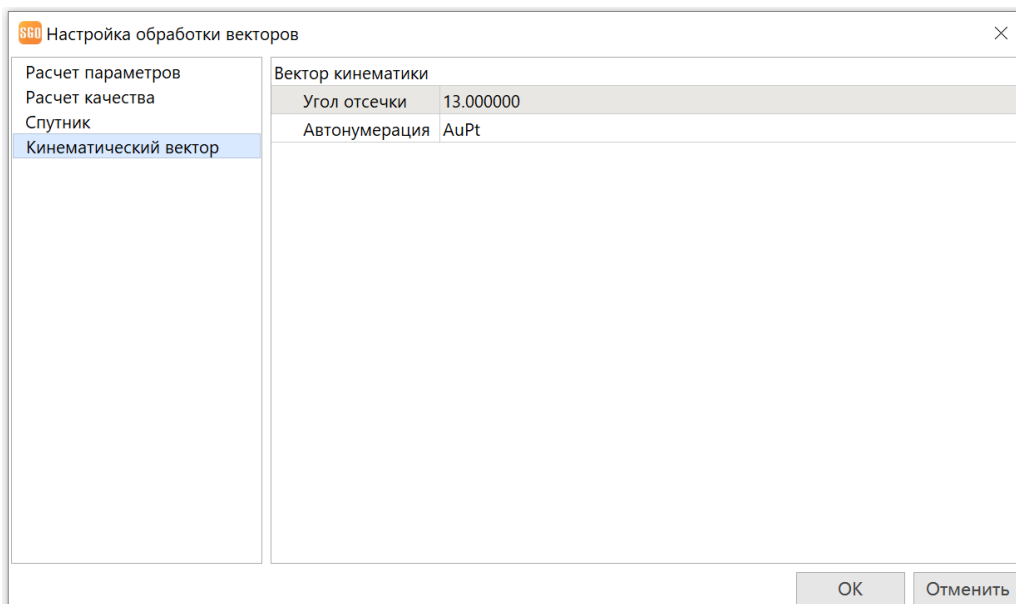 SGO Настройка обработки векторов
Расчет параметров
Расчет качества
Спутник
Кинематический вектор
Вектор кинематики
Угол отсечки 13.000000
Автонумерация AuPt
OK Отменить